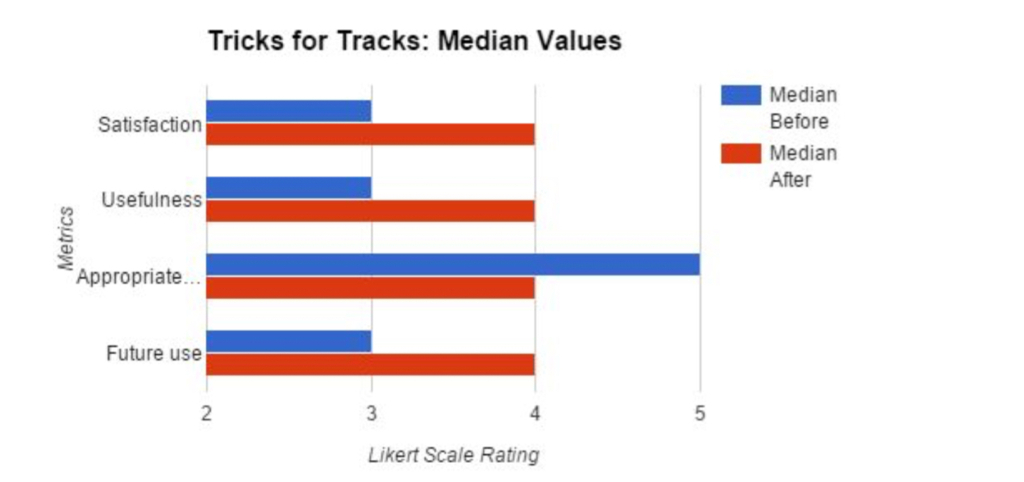 Tricks for Tracks: Median Values
Median
Before
Median
After
Satisfaction
Usefulness
Appropriate...
Future use
Metrics
2 3 4 5
Likert Scale Rating